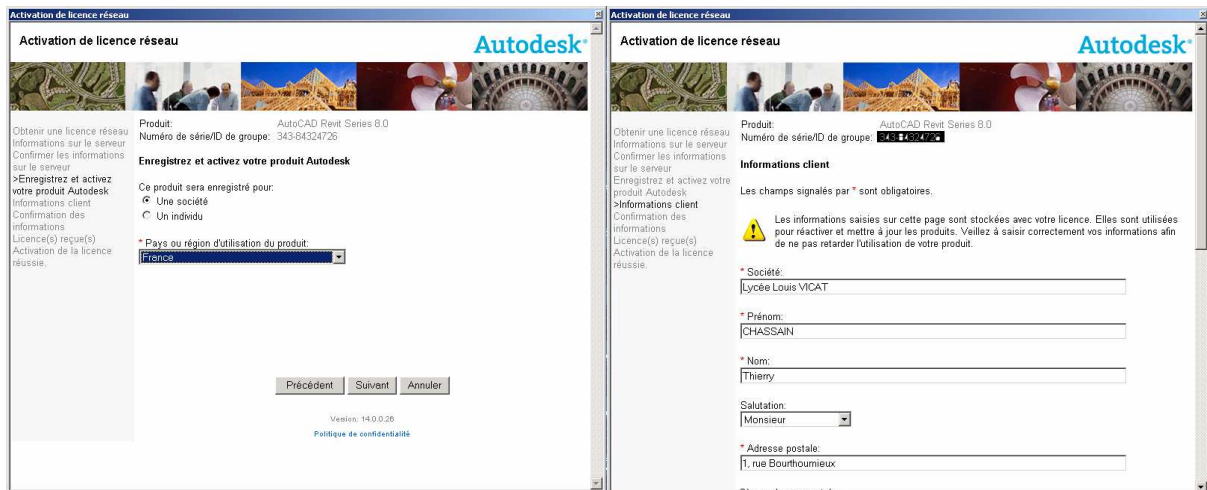 Activation de licence réseau
Activation de licence réseau
Autodesk
Obtenir une licence réseau
Informations sur le serveur
Confirmer les informations
sur le serveur
>Enregistrez et activez
votre produit Autodesk
Informations client
Confirmation des
informations
Licence(s) reçue(s)
Activation de la licence
réussie.
Produit: AutoCAD Revit Series 8.0
Numéro de série/ID de groupe: 343-84324726
Enregistrez et activez votre produit Autodesk
Ce produit sera enregistré pour:
Une société
Un individu
* Pays ou région d'utilisation du produit:
France
Précédent Suivant Annuler
Version: 14.0.0.26
Politique de confidentialité
Activation de licence réseau
Activation de licence réseau
Autodesk
Obtenir une licence réseau
Informations sur le serveur
Confirmer les informations
sur le serveur
Enregistrez et activez votre
produit Autodesk
>Informations client
Confirmation des
informations
Licence(s) reçue(s)
Activation de la licence
réussie.
Produit: AutoCAD Revit Series 8.0
Numéro de série/ID de groupe: 343-84324726
Informations client
Les champs signalés par * sont obligatoires.
Les informations saisies sur cette page sont stockées avec votre licence. Elles sont utilisées
pour réactiver et mettre à jour les produits. Veillez à saisir correctement vos informations afin
de ne pas retarder l'utilisation de votre produit.
* Société:
Lycée Louis VICAT
* Prénom:
CHASSAIN
* Nom:
Thierry
Salutation:
Monsieur
* Adresse postale:
1, rue Bourthoumieux